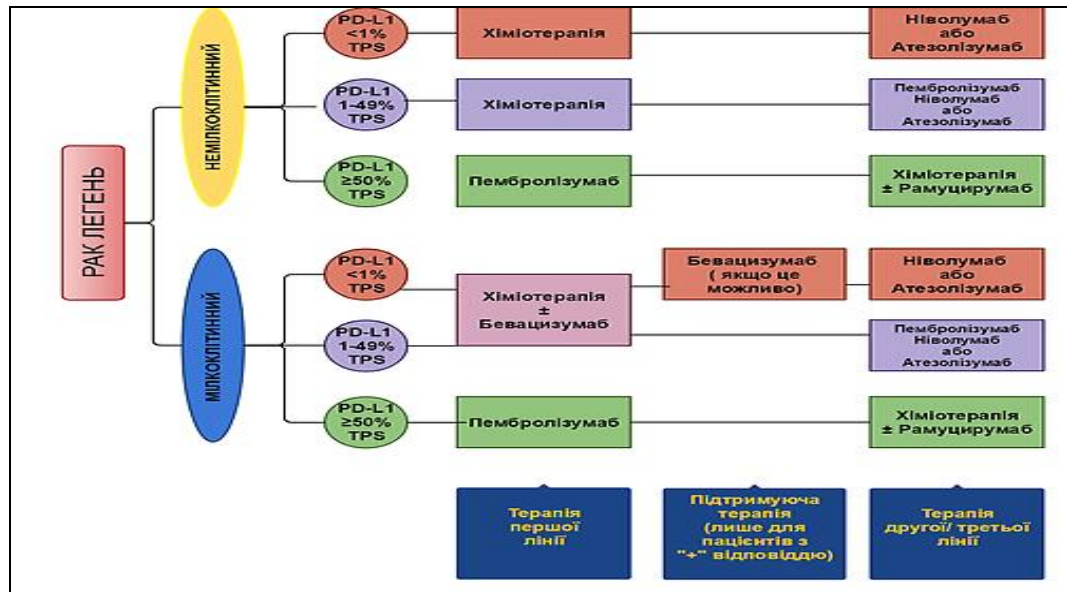 РАК ЛЕГЕНЬ
НЕМІЛКОКЛІТИННИЙ
PD-L1
<1%
TPS
Хіміотерапія
Ніволумаб
або
Атезолізумаб
PD-L1
1-49%
TPS
Хіміотерапія
Пембролізумаб
Ніволумаб
або
Атезолізумаб
PD-L1
≥50%
TPS
Пембролізумаб
Хіміотерапія
± Рамуцирумаб
МІЛКОКЛІТИННИЙ
PD-L1
<1%
TPS
Хіміотерапія
±
Бевацизумаб
Бевацизумаб
( якщо це
можливо)
Ніволумаб
або
Атезолізумаб
PD-L1
1-49%
TPS
Пембролізумаб
Ніволумаб
або
Атезолізумаб
PD-L1
≥50%
TPS
Пембролізумаб
Хіміотерапія
± Рамуцирумаб
Терапія
першої
лінії
Підтримуюча
терапія
(лише для
пацієнтів з
"+" відповіддю)
Терапія
другої/ третьої
лінії